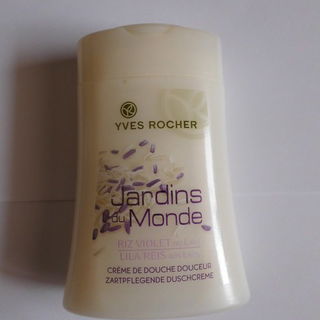 YVES ROCHER
Jardins
du Monde
RIZ VIOLET
LILA REIS
CRÈME DE DOUCHE DOUCEUR
ZARTPFLEGENDE DUSCHCREME